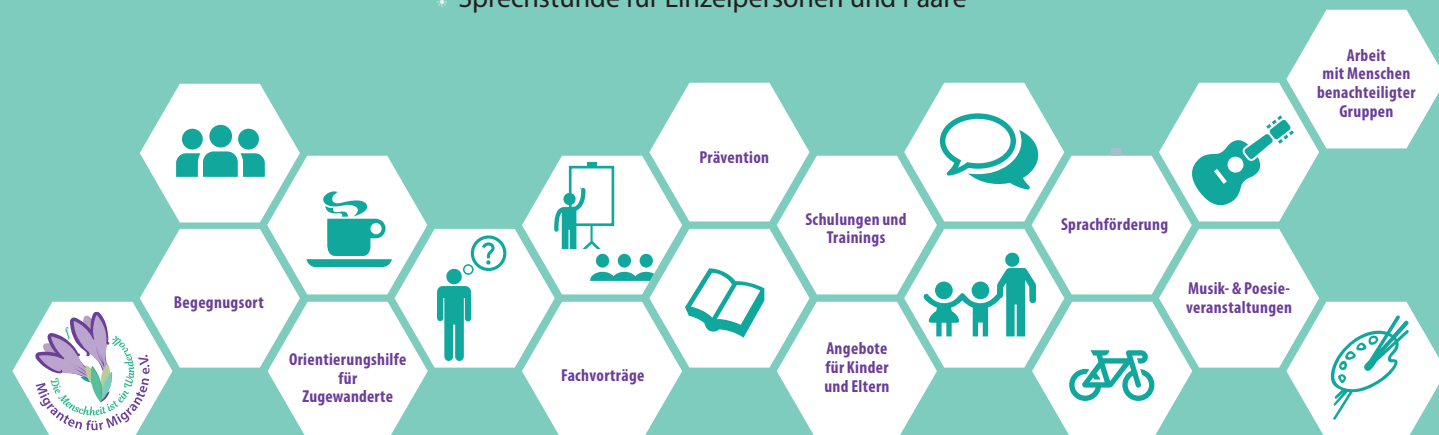 Sprechstunde für Einzelpersonen und Paare
Arbeit
mit Menschen
benachteiligter
Gruppen
Prävention
Schulungen und
Trainings
Sprachförderung
Begegnugsort
Musik- & Poesie-
veranstaltungen
Orientierungshilfe
für
Zugewanderte
?
Fachvorträge
Angebote
für Kinder
und Eltern
Die Menschheit ist ein Wandervolk.
Migranten für Migranten e.V.